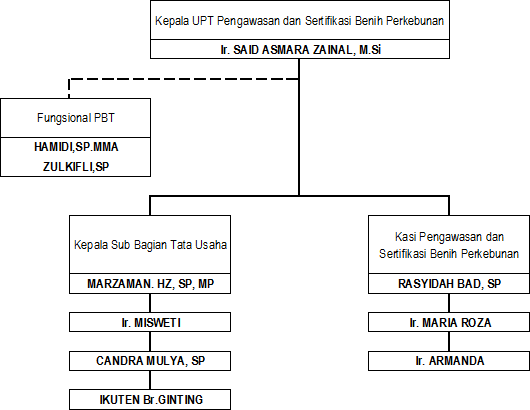 Kepala UPT Pengawasan dan Sertifikasi Benih Perkebunan
Ir. SAID ASMARA ZAINAL, M.Si
Fungsional PBT
HAMIDI,SP.MMA
ZULKIFLI,SP
Kepala Sub Bagian Tata Usaha
MARZAMAN. HZ, SP, MP
Ir. MISWETI
CANDRA MULYA, SP
IKUTEN Br.GINTING
Kasi Pengawasan dan
Sertifikasi Benih Perkebunan
RASYIDAH BAD, SP
Ir. MARIA ROZA
Ir. ARMANDA